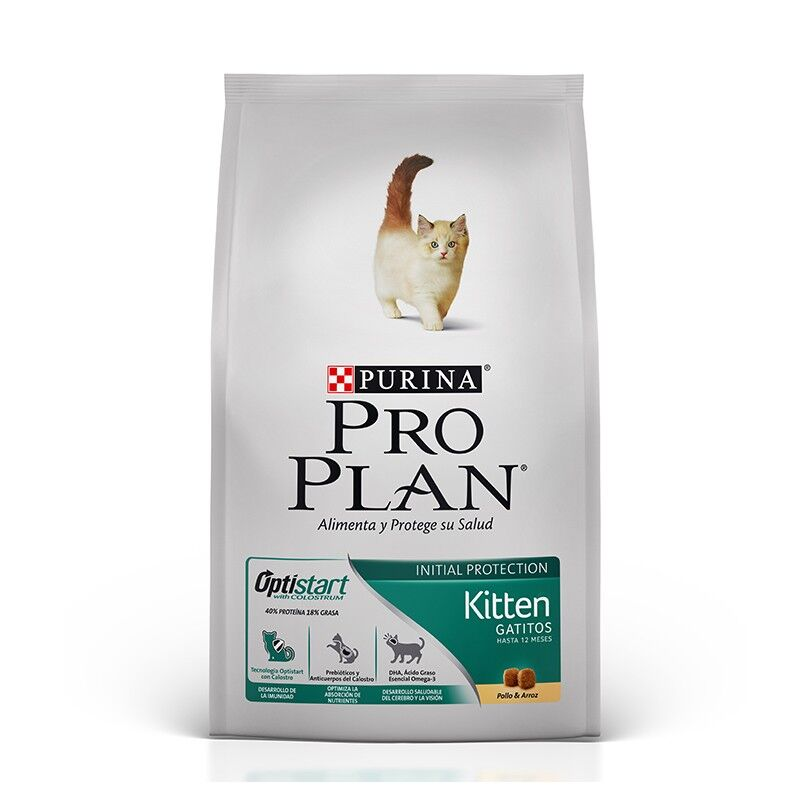 PURINA®
PRO
PLAN®
Alimenta y Protege su Salud
INITIAL PROTECTION
Optistart
with COLOSTRUM
40% PROTEÍNA 18% GRASA
Kitten
GATITOS
HASTA 12 MESES
Tecnología Optistart
con Calostro
DESARROLLO DE
LA INMUNIDAD
Prebióticos y
Anticuerpos del Calostro
OPTIMIZA LA
ABSORCIÓN DE
NUTRIENTES
DHA, Ácido Graso
Esencial Omega-3
DESARROLLO SALUDABLE
DEL CEREBRO Y LA VISIÓN
Pollo & Arroz